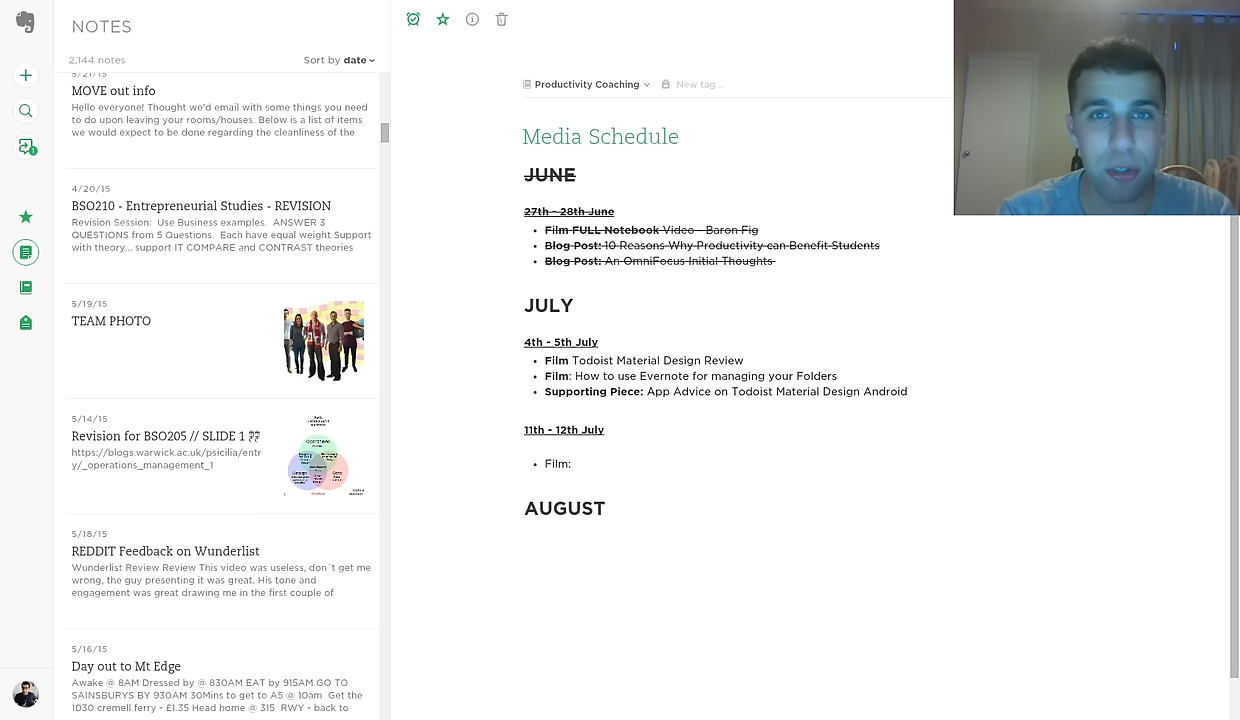 NOTES
2,144 notes
Sort by date
5/21/15
MOVE out info
Hello everyone! Thought we'd email with some things you need
to do upon leaving your rooms/houses. Below is a list of items
we would expect to be done regarding the cleanliness of the
4/20/15
BSO210 - Entrepreneurial Studies - REVISION
Revision Session: Use Business examples. ANSWER 3
QUESTIONS from 5 Questions. Each have equal weight Support
with theory... support IT COMPARE and CONTRAST theories
5/19/15
TEAM PHOTO
5/14/15
Revision for BSO205 // SLIDE 1
https://blogs.warwick.ac.uk/psicilia/entr
y/_operations_management_1
Operations
Design
5/18/15
REDDIT Feedback on Wunderlist
Wunderlist Review Review This video was useless, don`t get me
wrong, the guy presenting it was great. His tone and
engagement was great drawing me in the first couple of
5/16/15
Day out to Mt Edge
Awake @ 8AM Dressed by @ 830AM EAT by 915AM GO TO
SAINSBURYS BY 930AM 30Mins to get to A5 @ 10am Get the
1030 cremell ferry - £1.35 Head home @ 315 RWY - back to
1
Productivity Coaching
New tag...
Media Schedule
JUNE
27th - 28th June
• Film FULL Notebook Video - Baron Fig
• Blog Post: 10 Reasons Why Productivity can Benefit Students
• Blog Post: An OmniFocus Initial Thoughts
JULY
4th - 5th July
• Film Todoist Material Design Review
• Film: How to use Evernote for managing your Folders
• Supporting Piece: App Advice on Todoist Material Design Android
11th - 12th July
• Film:
AUGUST